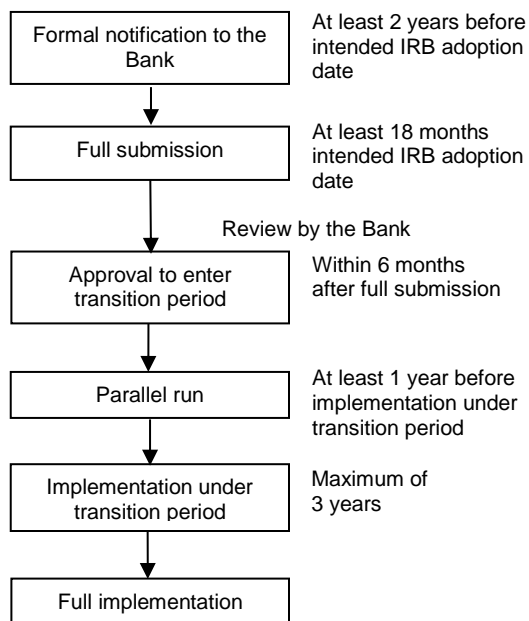 Formal notification to the
Bank
At least 2 years before
intended IRB adoption
date
Full submission
At least 18 months
intended IRB adoption
date
Review by the Bank
Approval to enter
transition period
Within 6 months
after full submission
Parallel run
At least 1 year before
implementation under
transition period
Implementation under
transition period
Maximum of
3 years
Full implementation